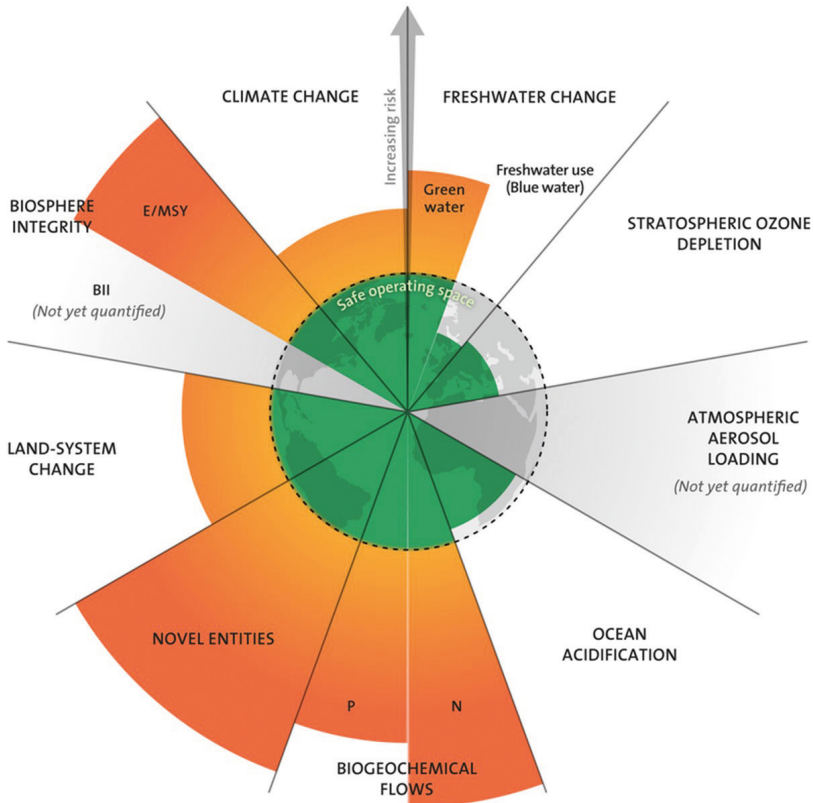 CLIMATE CHANGE
Increasing risk
FRESHWATER CHANGE
Green
water
Freshwater use
(Blue water)
STRATOSPHERIC OZONE
DEPLETION
BIOSPHERE
INTEGRITY
E/MSY
BII
(Not yet quantified)
Safe operating space
ATMOSPHERIC
AEROSOL
LOADING
(Not yet quantified)
LAND-SYSTEM
CHANGE
NOVEL ENTITIES
OCEAN
ACIDIFICATION
P
N
BIOGEOCHEMICAL
FLOWS